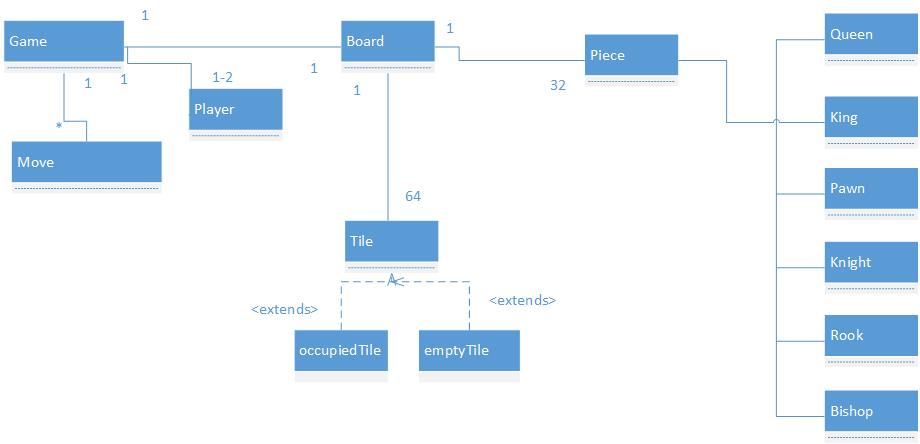 1
1
Queen
Game
Board
Piece
1
1
1
1-2
1
32
King
Player
*
Move
Pawn
64
Tile
Knight
<extends>
<extends>
occupiedTile
emptyTile
Rook
Bishop